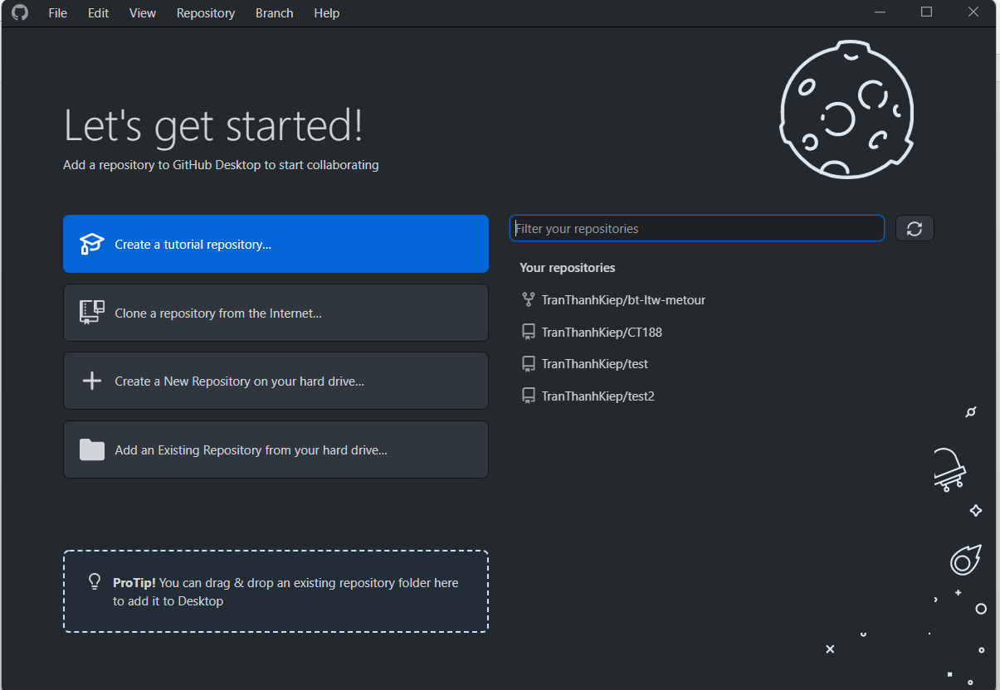 File Edit View Repository Branch Help
Let's get started!
Add a repository to GitHub Desktop to start collaborating
Create a tutorial repository...
Clone a repository from the Internet...
Create a New Repository on your hard drive...
Add an Existing Repository from your hard drive...
ProTip! You can drag & drop an existing repository folder here
to add it to Desktop
Filter your repositories
Your repositories
TranThanhKiep/bt-ltw-metour
TranThanhKiep/CT188
TranThanhKiep/test
TranThanhKiep/test2